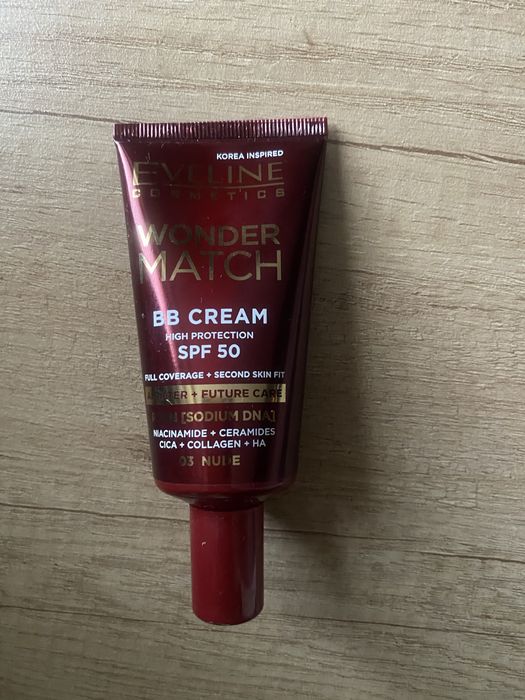 KOREA INSPIRED
EVELINE
COSMETICS
WONDER
MATCH
BB CREAM
HIGH PROTECTION
SPF 50
FULL COVERAGE + SECOND SKIN FIT
+ FUTURE CARE
[SODIUM DNA]
NIACINAMIDE + CERAMIDES
CICA + COLLAGEN + HA
03 NUDE